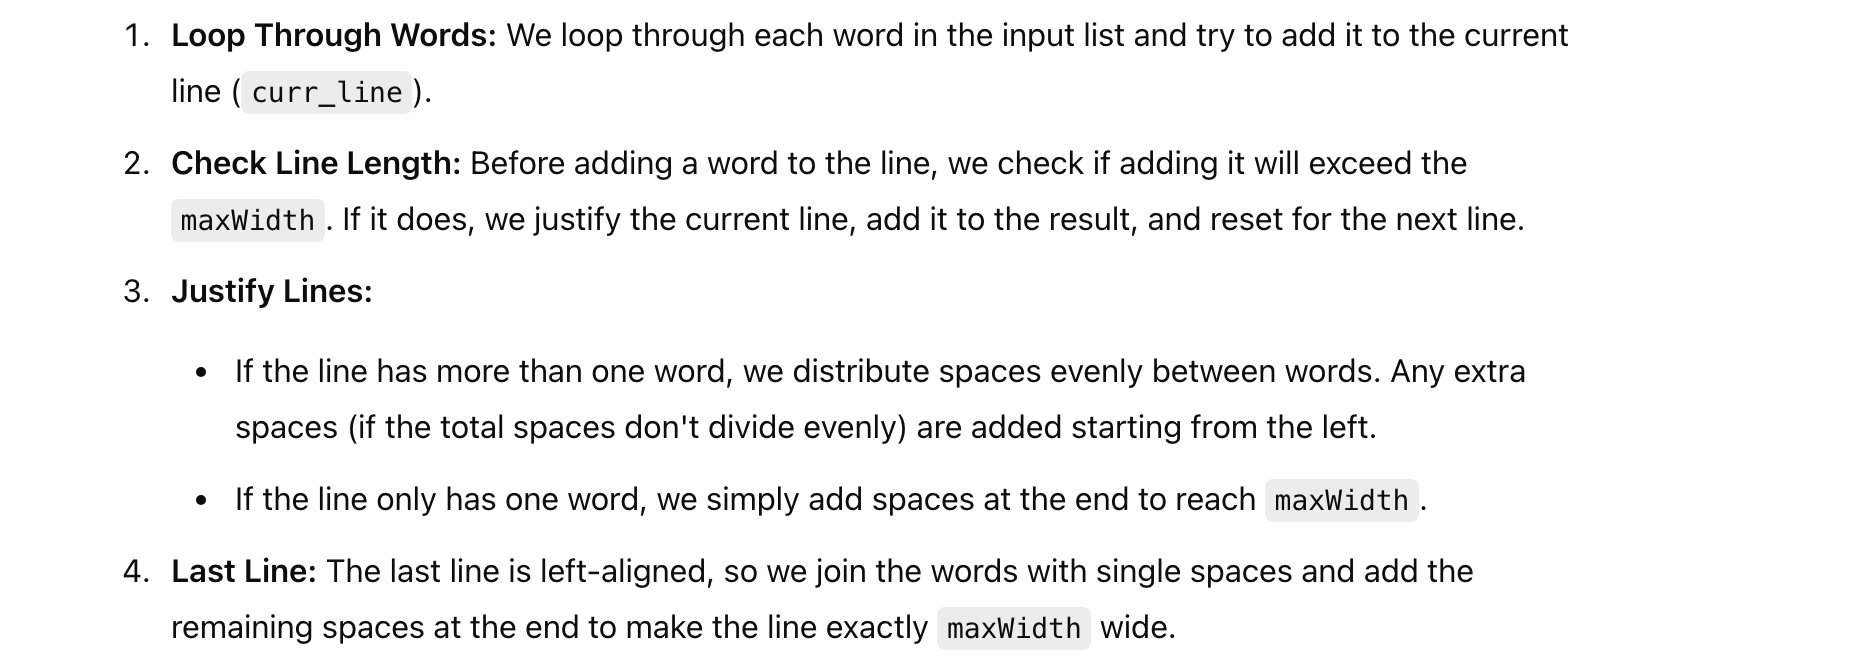 1. Loop Through Words: We loop through each word in the input list and try to add it to the current
line ( curr_line ).
2. Check Line Length: Before adding a word to the line, we check if adding it will exceed the
maxWidth . If it does, we justify the current line, add it to the result, and reset for the next line.
3. Justify Lines:
• If the line has more than one word, we distribute spaces evenly between words. Any extra
spaces (if the total spaces don't divide evenly) are added starting from the left.
• If the line only has one word, we simply add spaces at the end to reach maxWidth .
4. Last Line: The last line is left-aligned, so we join the words with single spaces and add the
remaining spaces at the end to make the line exactly maxWidth wide.